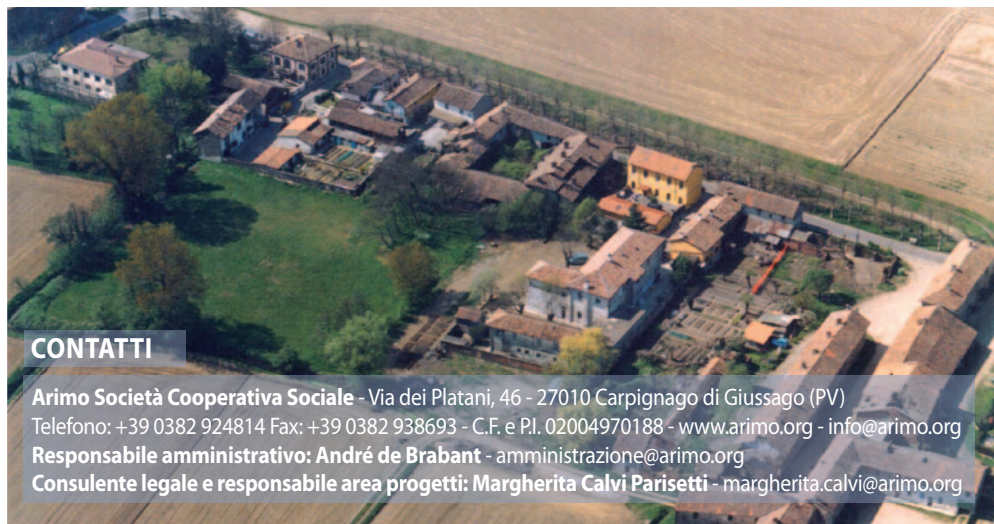 CONTATTI
Arimo Società Cooperativa Sociale - Via dei Platani, 46 - 27010 Carpignago di Giussago (PV)
Telefono: +39 0382 924814 Fax: +39 0382 938693 - C.F. e P.I. 02004970188 - www.arimo.org - info@arimo.org
Responsabile amministrativo: André de Brabant - amministrazione@arimo.org
Consulente legale e responsabile area progetti: Margherita Calvi Parisetti - margherita.calvi@arimo.org